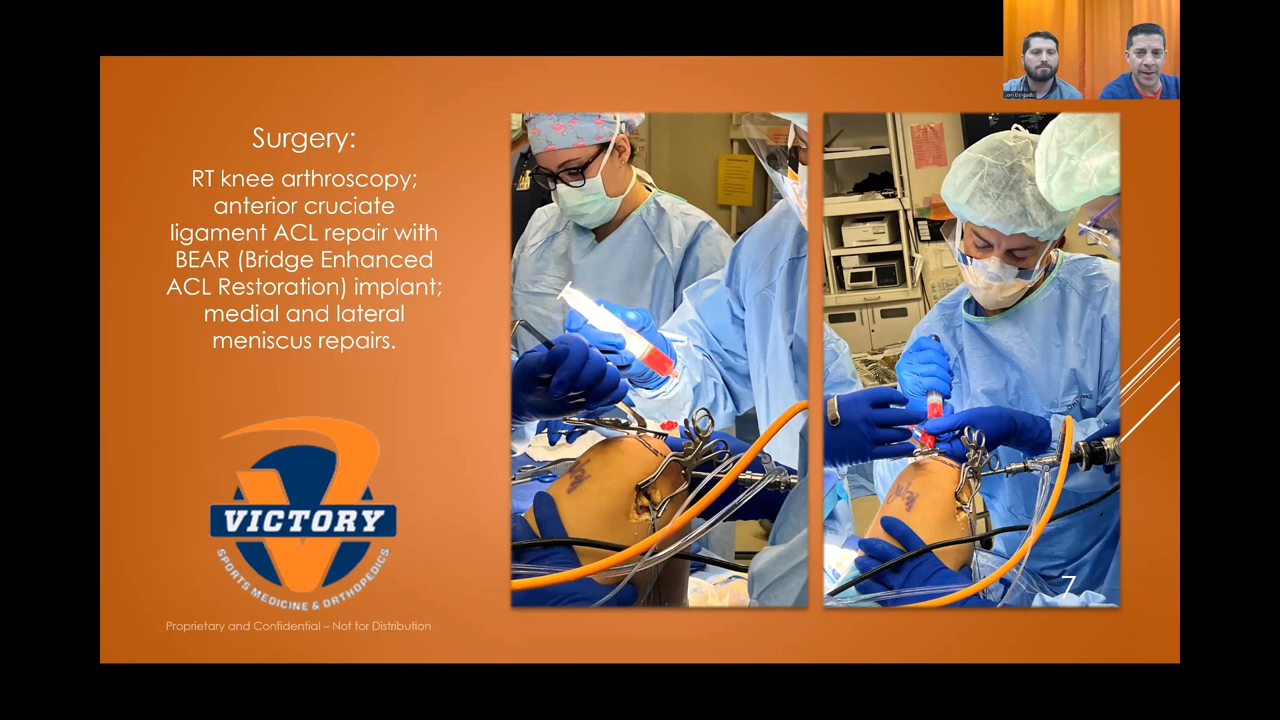 Surgery:
RT knee arthroscopy;
anterior cruciate
ligament ACL repair with
BEAR (Bridge Enhanced
ACL Restoration) implant;
medial and lateral
meniscus repairs.
VICTORY
SPORTS MEDICINE & ORTHOPEDICS
Proprietary and Confidential – Not for Distribution
7